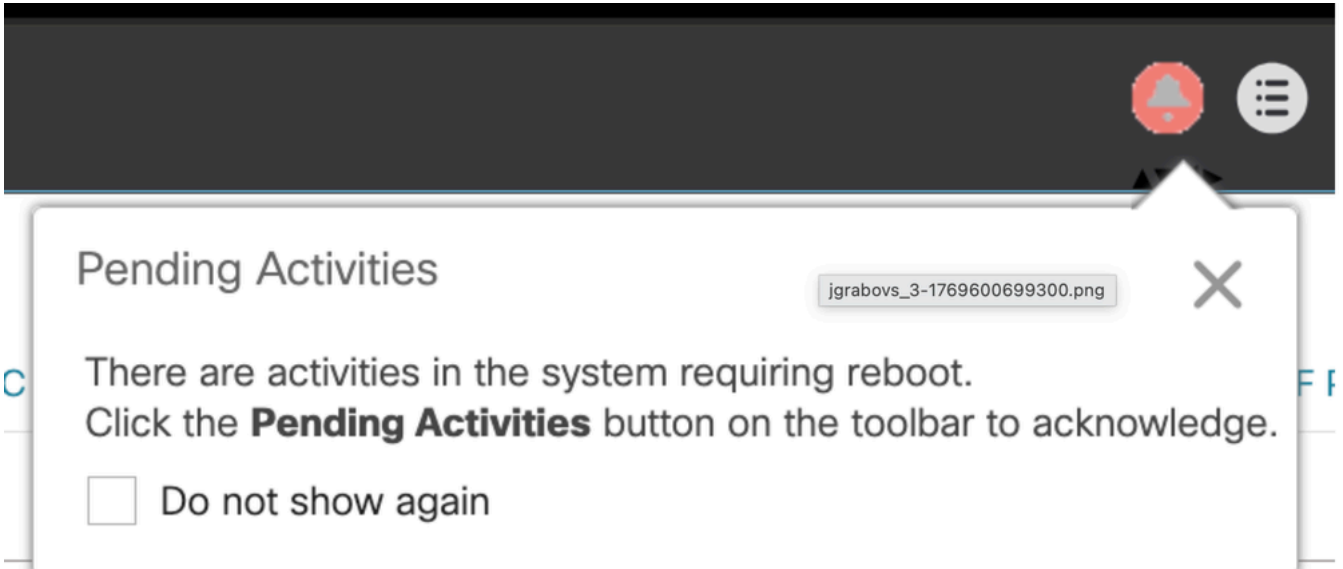 Pending Activities
jgrabovs_3-1769600699300.png
There are activities in the system requiring reboot.
C
F F
Click the Pending Activities button on the toolbar to acknowledge.
Do not show again